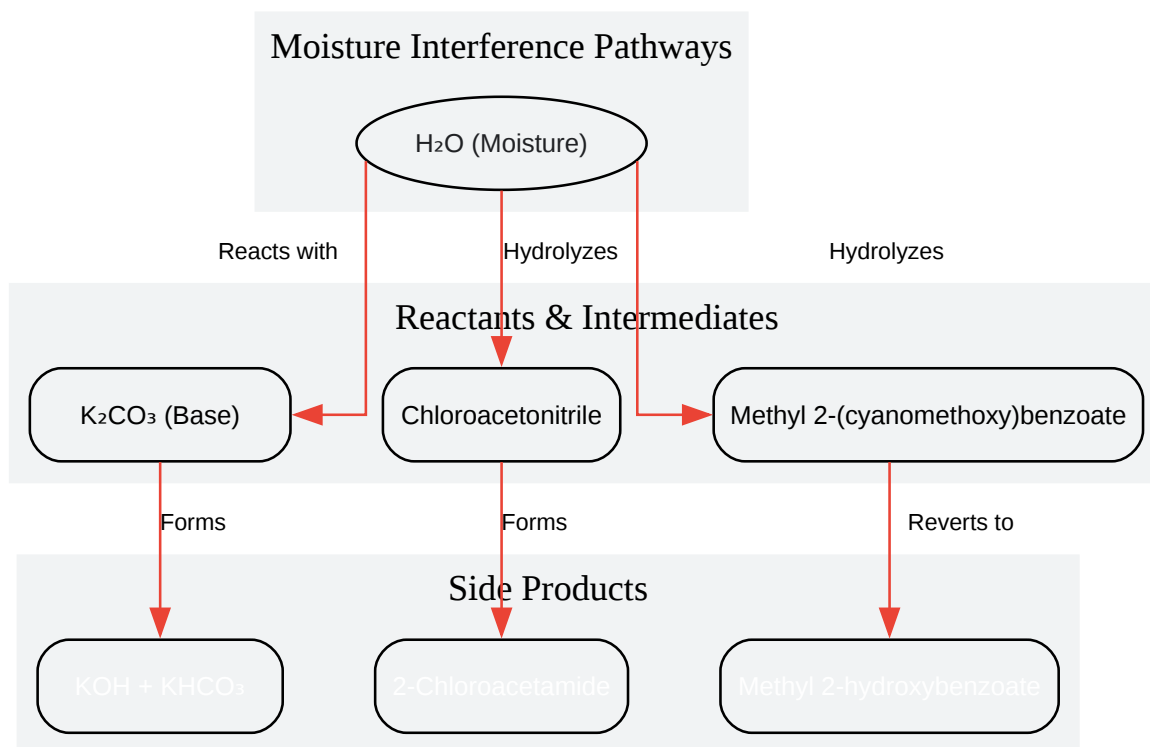 Moisture Interference Pathways
H₂O (Moisture)
Reacts with
Hydrolyzes
Hydrolyzes
Reactants & Intermediates
K₂CO₃ (Base)
Chloroacetonitrile
Methyl 2-(cyanomethoxy)benzoate
Forms
Forms
Reverts to
Side Products
KOH + KHCO₃
2-Chloroacetamide
Methyl 2-hydroxybenzoate